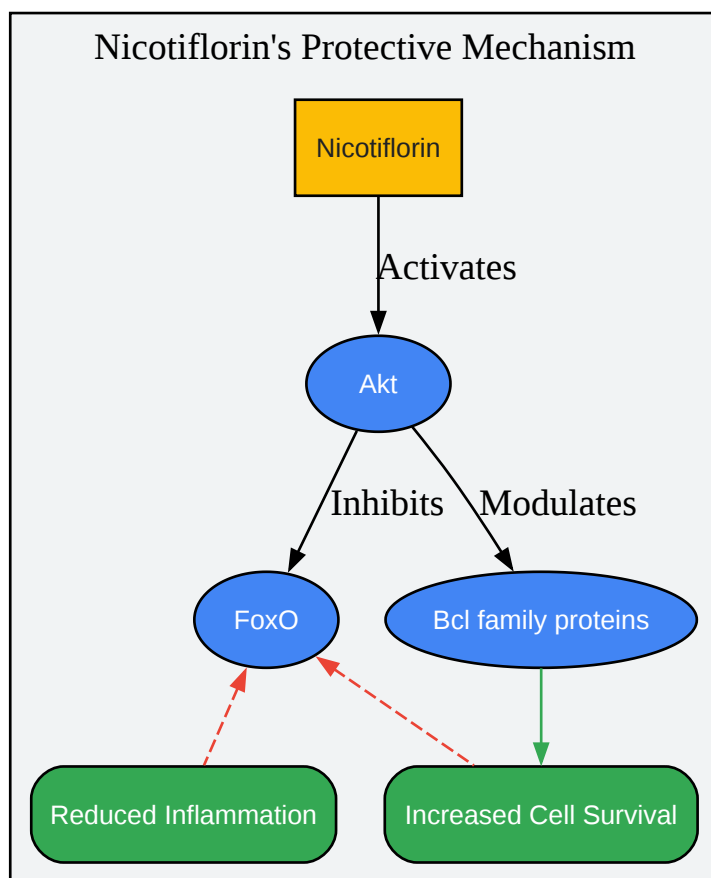 Nicotiflorin's Protective Mechanism
Nicotiflorin
Activates
Akt
Inhibits
Modulates
FoxO
Bcl family proteins
Reduced Inflammation
Increased Cell Survival